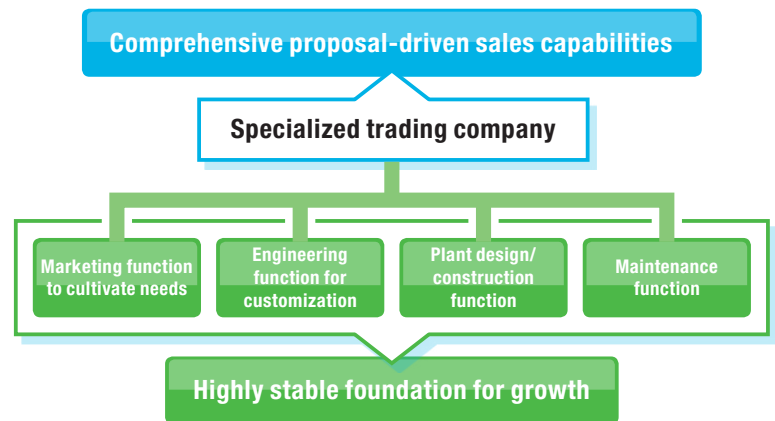 Comprehensive proposal-driven sales capabilities
Specialized trading company
Marketing function
to cultivate needs
Engineering
function for
customization
Plant design/
construction
function
Maintenance
function
Highly stable foundation for growth